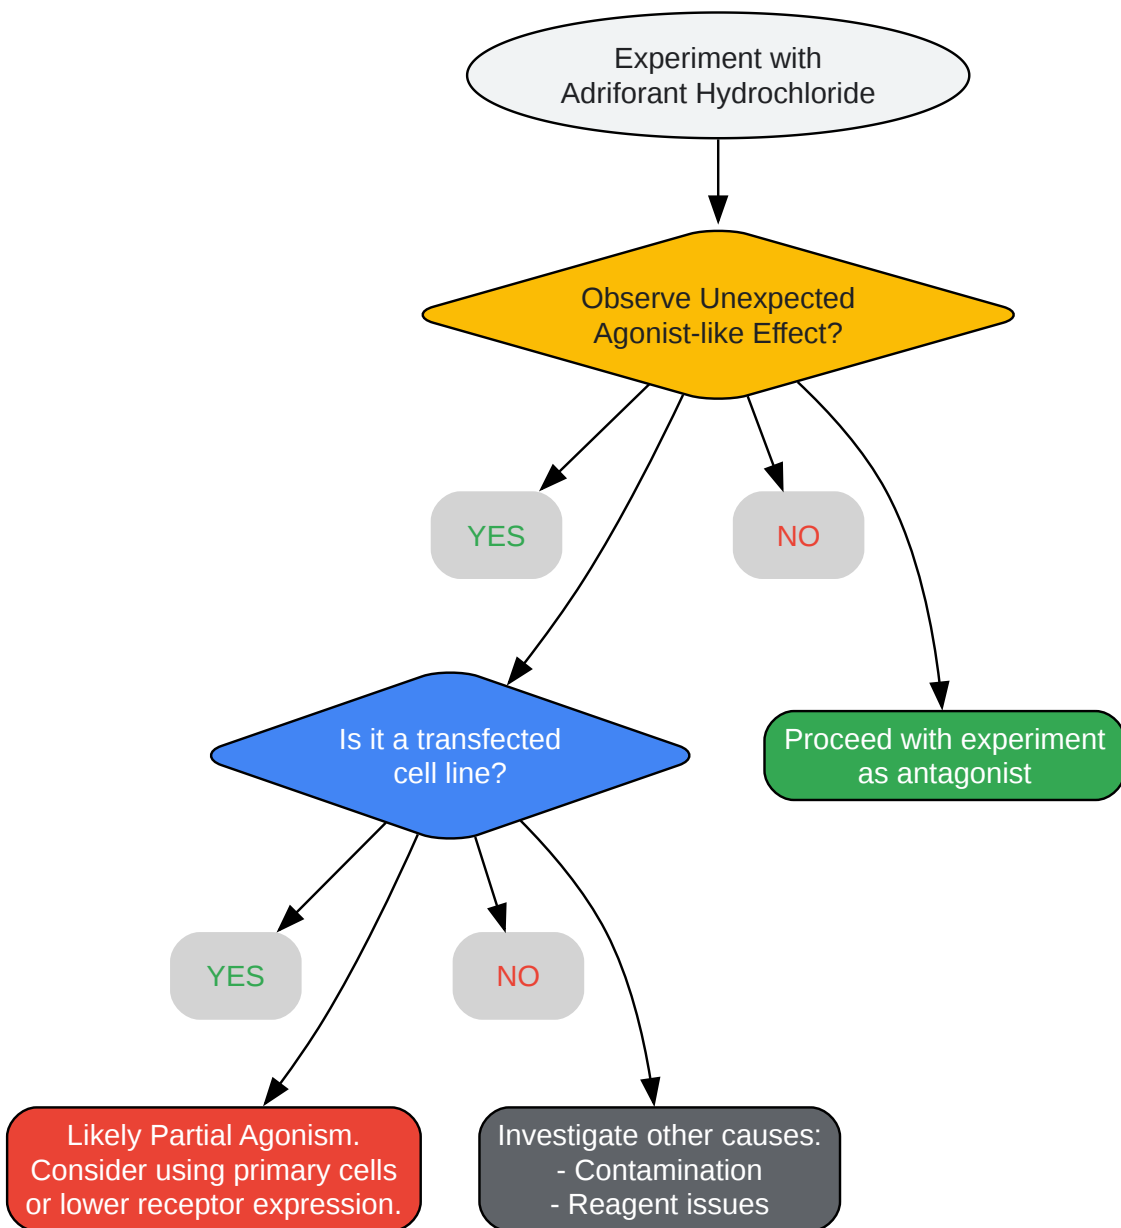 Experiment with
Adriforant Hydrochloride
Observe Unexpected
Agonist-like Effect?
YES
NO
Is it a transfected
cell line?
Proceed with experiment
as antagonist
YES
NO
Likely Partial Agonism.
Consider using primary cells
or lower receptor expression.
Investigate other causes:
- Contamination
- Reagent issues